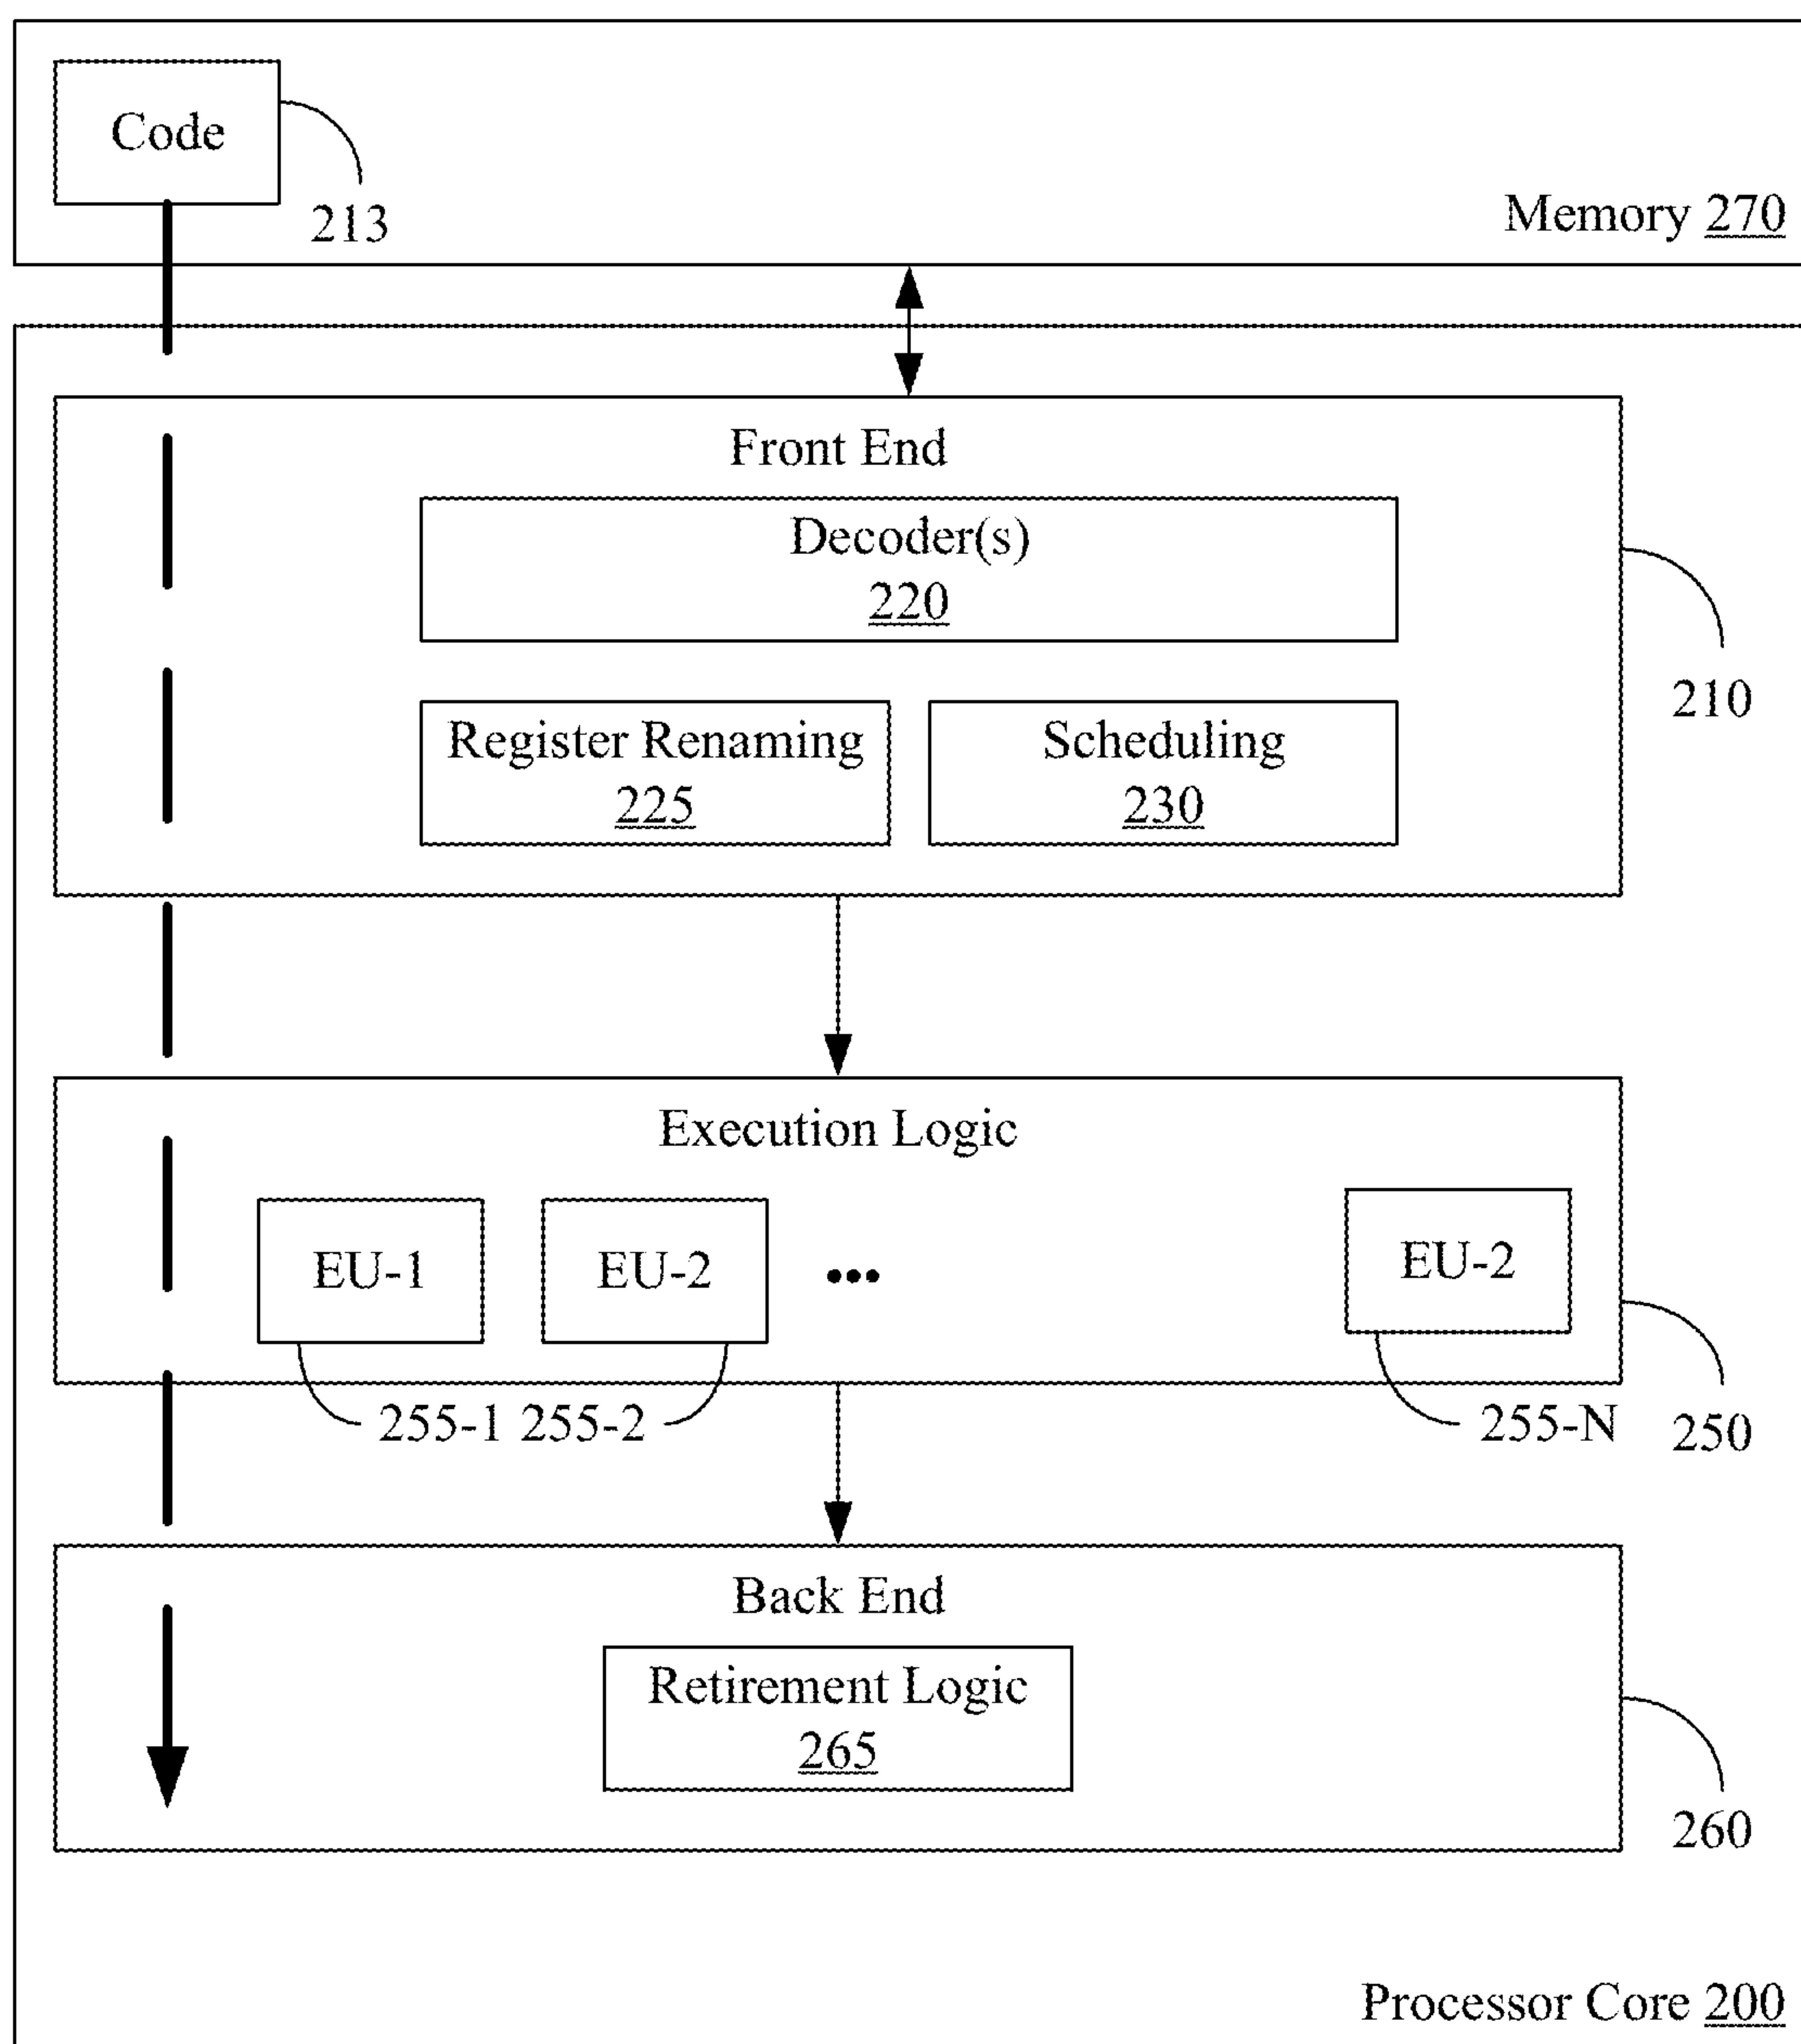 Code
213
Memory 270
Front End
Decoder(s)
220
210
Register Renaming
225
Scheduling
230
Execution Logic
EU-1
EU-2
•••
EU-2
255-1 255-2
255-N
250
Back End
Retirement Logic
265
260
Processor Core 200